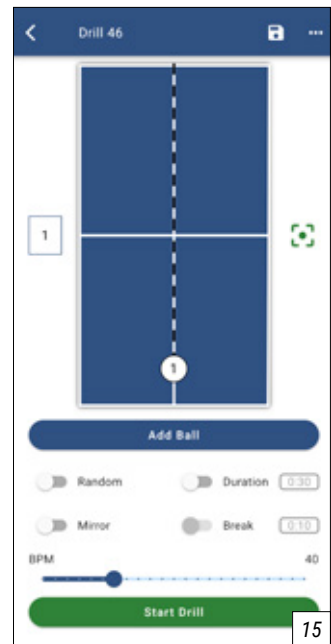 Drill 46
1
1
Add Ball
Random Duration 0:30
Mirror Break 0:10
BPM 40
Start Drill
15